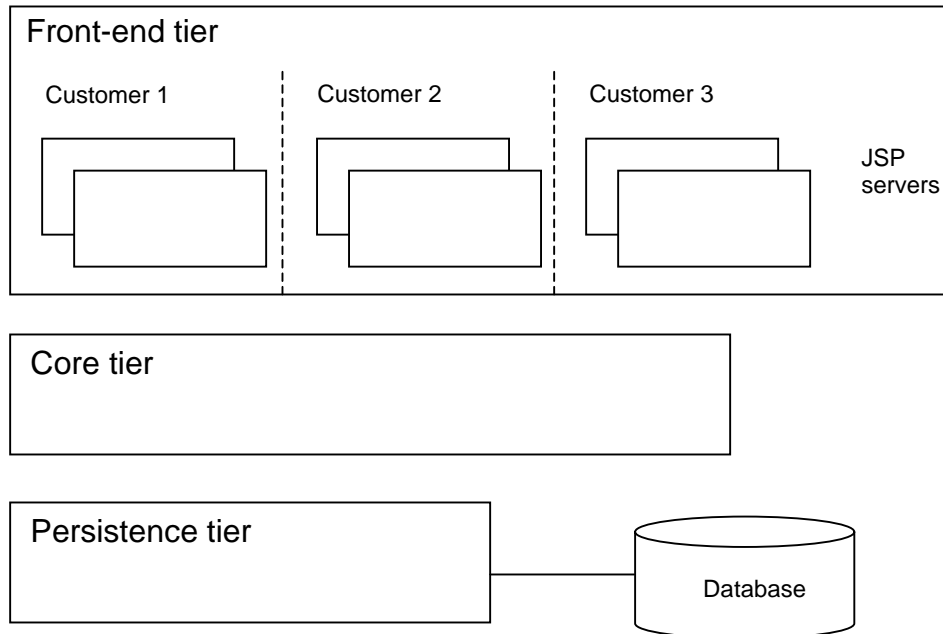 Front-end tier
Customer 1
Customer 2
Customer 3
JSP
servers
Core tier
Persistence tier
Database